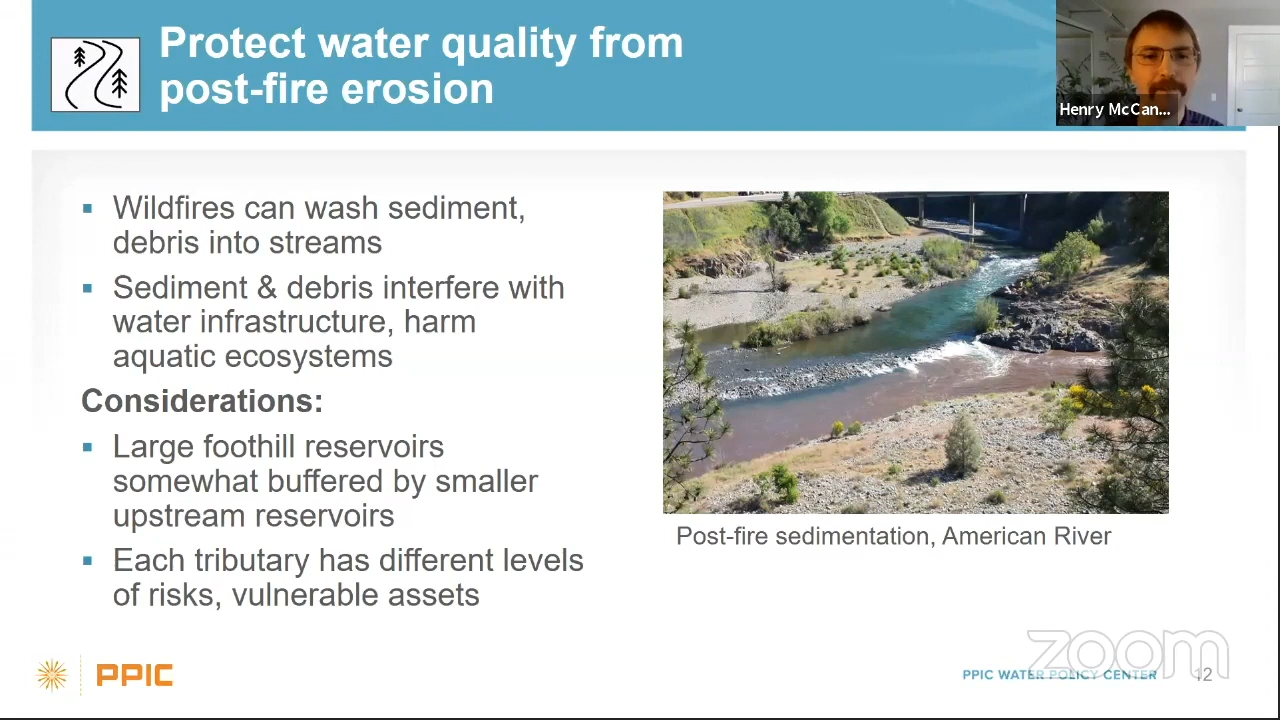 Protect water quality from
post-fire erosion
Henry McCan...
▪ Wildfires can wash sediment,
debris into streams
▪ Sediment & debris interfere with
water infrastructure, harm
aquatic ecosystems
Considerations:
▪ Large foothill reservoirs
somewhat buffered by smaller
upstream reservoirs
▪ Each tributary has different levels
of risks, vulnerable assets
Post-fire sedimentation, American River
PPIC
PPIC WATER POLICY CENTER
zoom
12